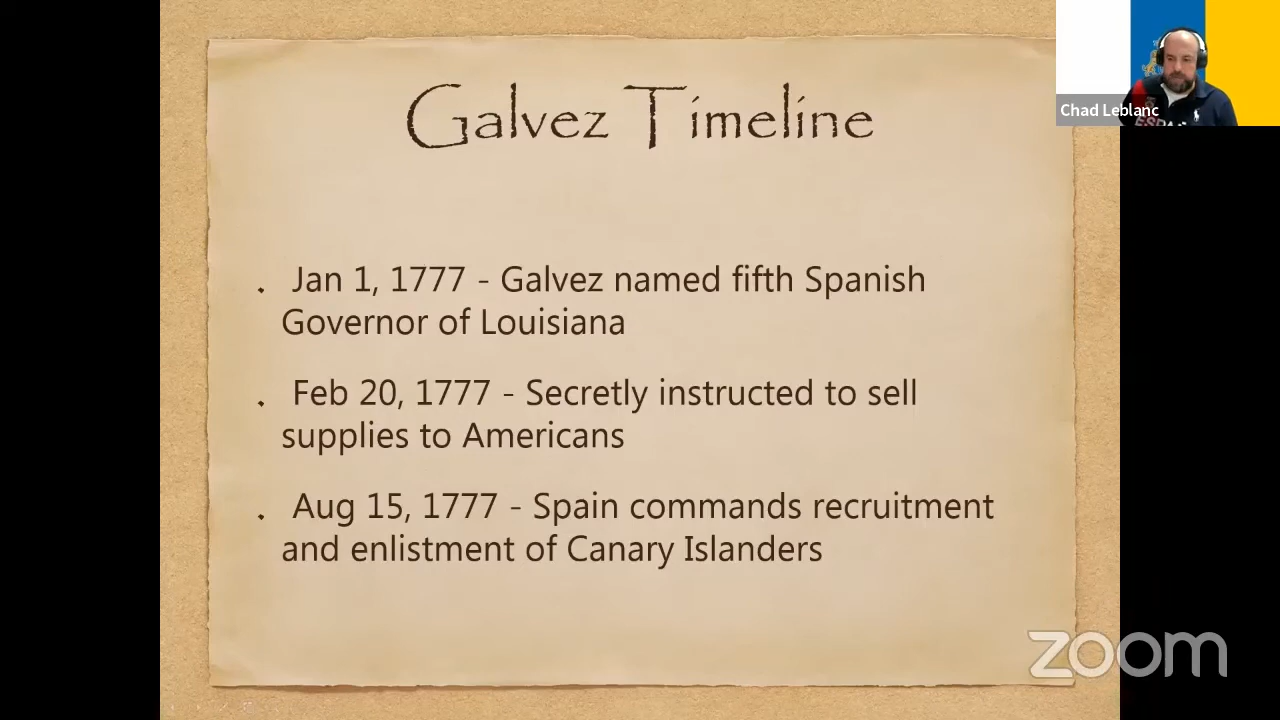 Galvez Timeline
Chad Leblanc
. Jan 1, 1777 - Galvez named fifth Spanish
Governor of Louisiana
. Feb 20, 1777 - Secretly instructed to sell
supplies to Americans
. Aug 15, 1777 - Spain commands recruitment
and enlistment of Canary Islanders
zoom